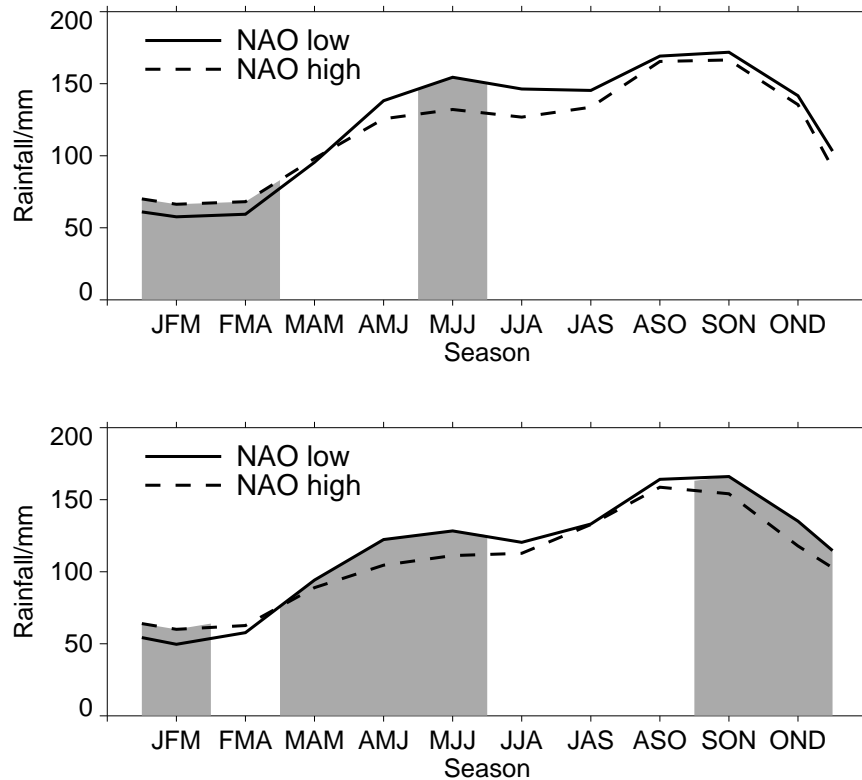 200
150
100
50
0
Rainfall/mm
NAO low
NAO high
JFM FMA MAM AMJ MJJ JJA JAS ASO SON OND
Season
200
150
100
50
0
Rainfall/mm
NAO low
NAO high
JFM FMA MAM AMJ MJJ JJA JAS ASO SON OND
Season